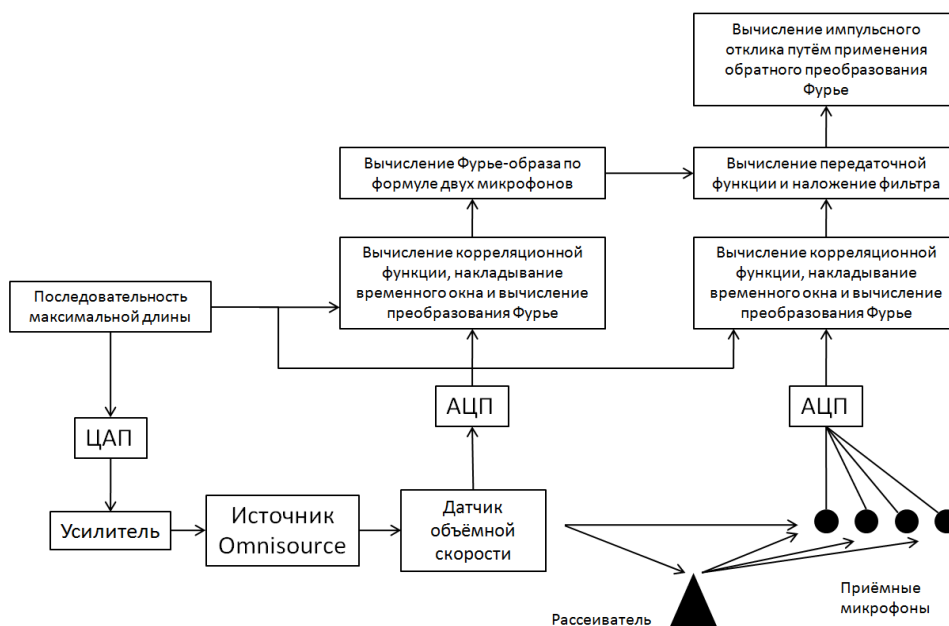 Вычисление импульсного
отклика путём применения
обратного преобразования
Фурье
Вычисление Фурье-образа по
формуле двух микрофонов
Вычисление передаточной
функции и наложение фильтра
Вычисление корреляционной
функции, накладывание
временного окна и вычисление
преобразования Фурье
Вычисление корреляционной
функции, накладывание
временного окна и вычисление
преобразования Фурье
Последовательность
максимальной длины
АЦП
АЦП
ЦАП
Усилитель
Источник
Omnisource
Датчик
объёмной
скорости
Рассеиватель
Приёмные
микрофоны